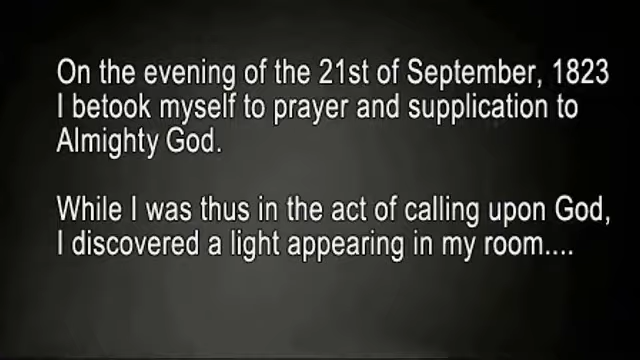 On the evening of the 21st of September, 1823
I betook myself to prayer and supplication to
Almighty God.
While I was thus in the act of calling upon God,
I discovered a light appearing in my room....